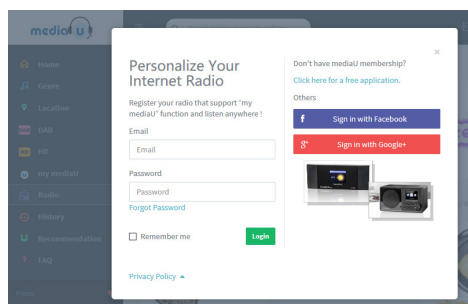 mediaU
Home
Genre
Location
DAB
HD
my mediaU
Radio
History
Recommendation
FAQ
×
Personalize Your
Internet Radio
Register your radio that support "my
mediaU" function and listen anywhere !
Email
Email
Password
Password
Forgot Password
Remember me
Login
Privacy Policy
Don't have mediaU membership?
Click here for a free application.
Others
f Sign in with Facebook
g+ Sign in with Google+